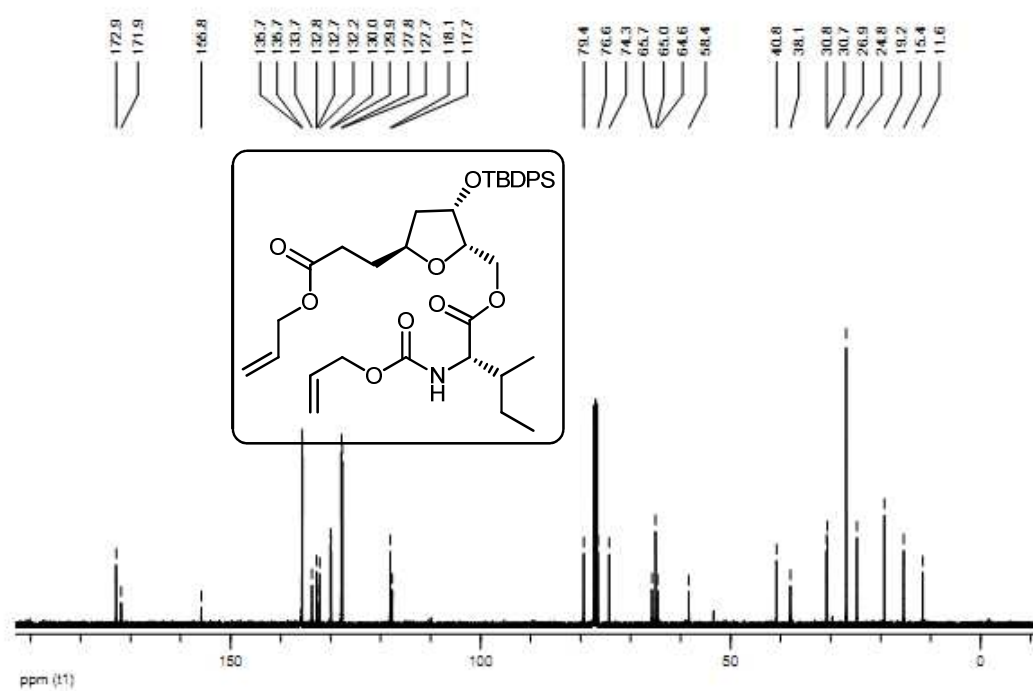 172.9
171.9
155.8
135.7
135.7
133.7
132.8
132.7
132.2
130.0
129.9
127.8
127.7
118.1
117.7
79.4
76.6
74.3
65.7
65.0
64.6
58.4
40.8
38.1
30.8
30.7
26.9
24.8
19.2
15.4
11.6
OTBDPS
O
O
O
O
O
O
O
O
N
H
150
100
50
0
ppm (t1)